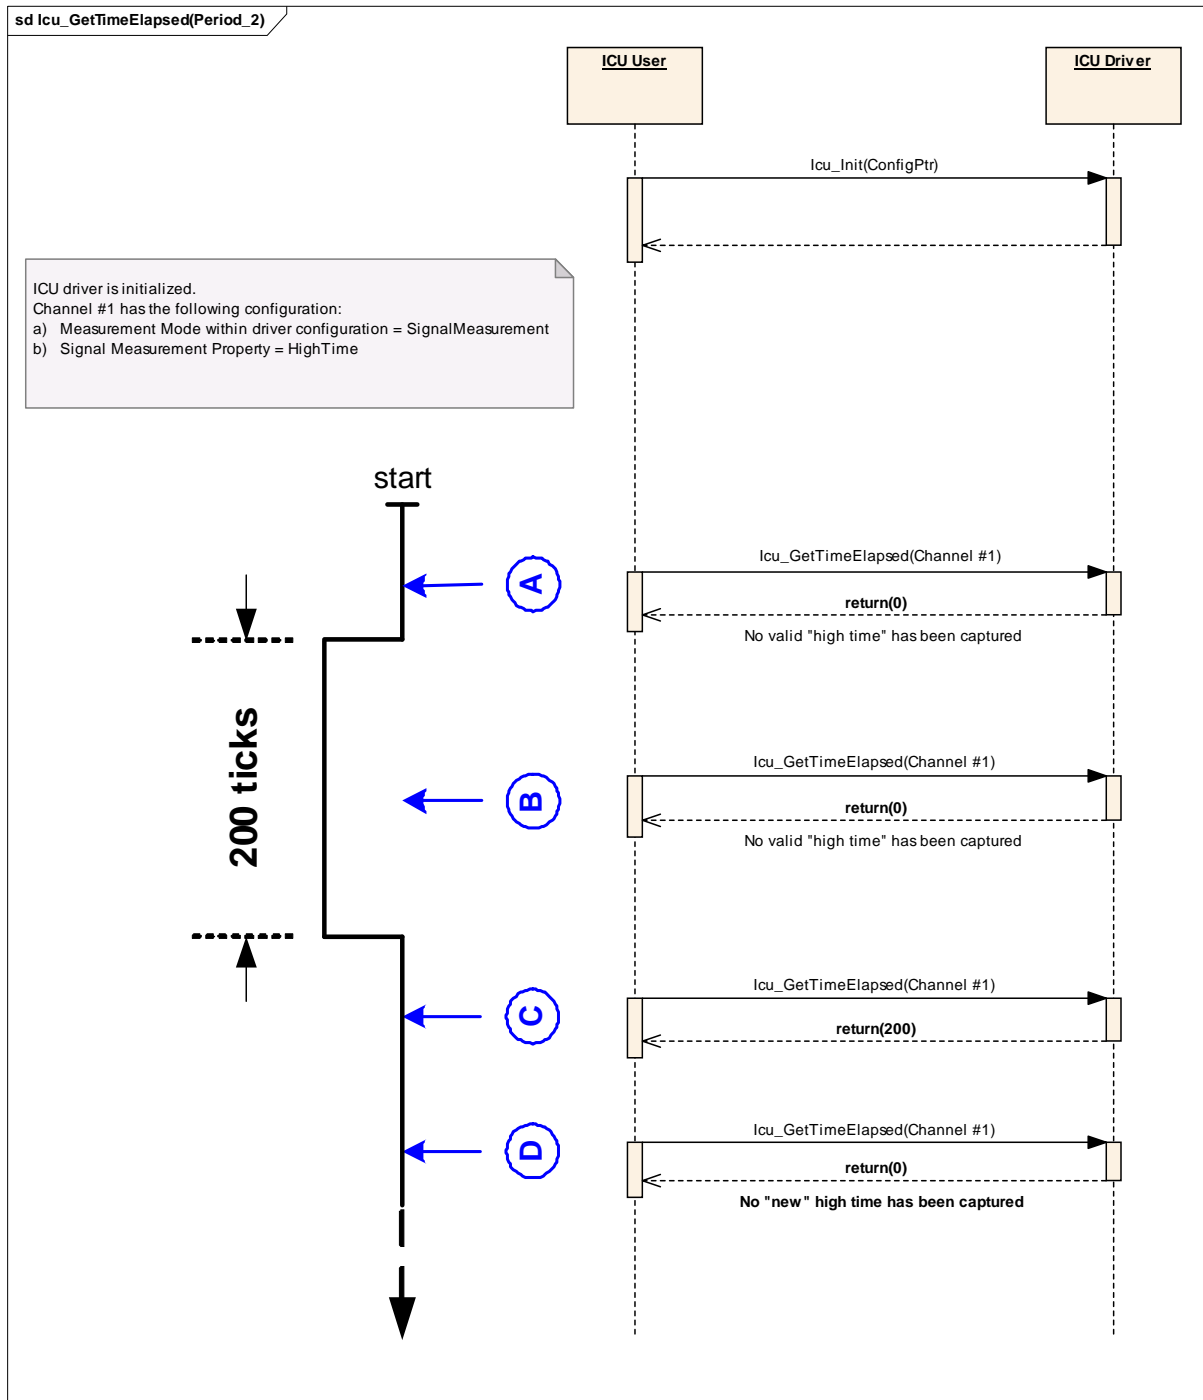 sd Icu_GetTimeElapsed(Period_2)
ICU User
ICU Driver
Icu_Init(ConfigPtr)
ICU driver is initialized.
Channel #1 has the following configuration:
a) Measurement Mode within driver configuration = SignalMeasurement
b) Signal Measurement Property = HighTime
start
A
Icu_GetTimeElapsed(Channel #1)
return(0)
No valid "high time" has been captured
200 ticks
B
Icu_GetTimeElapsed(Channel #1)
return(0)
No valid "high time" has been captured
C
Icu_GetTimeElapsed(Channel #1)
return(200)
D
Icu_GetTimeElapsed(Channel #1)
return(0)
No "new" high time has been captured